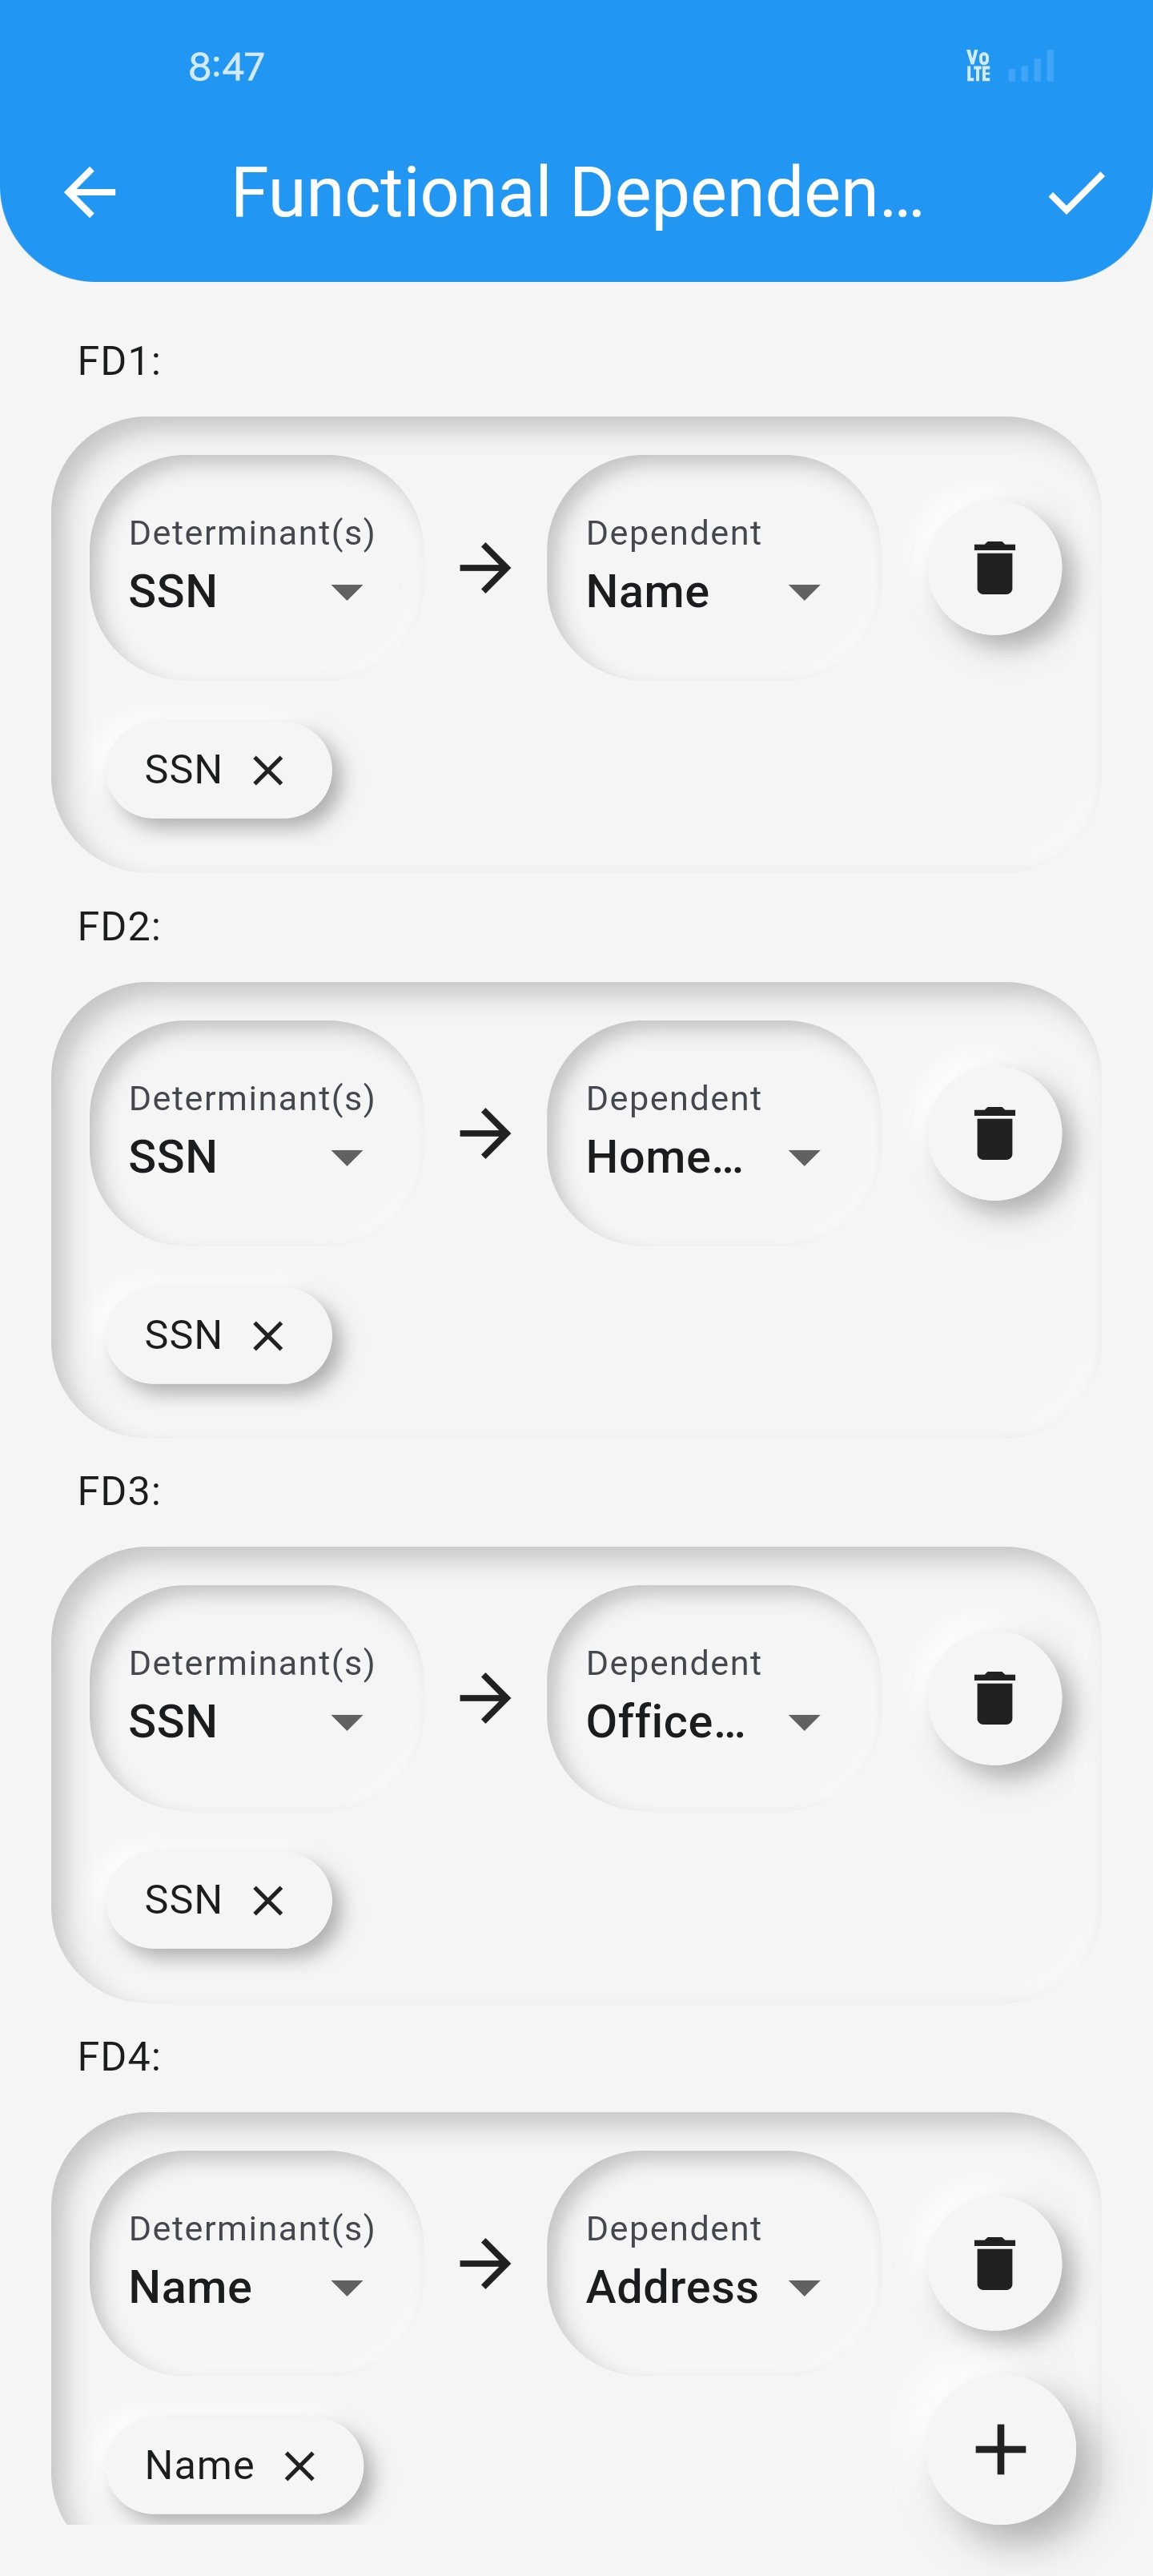 8:47
Vo
LTE
Functional Dependen...
FD1:
Determinant(s)
SSN
Dependent
Name
SSN
FD2:
Determinant(s)
SSN
Dependent
Home...
SSN
FD3:
Determinant(s)
SSN
Dependent
Office...
SSN
FD4:
Determinant(s)
Name
Dependent
Address
Name